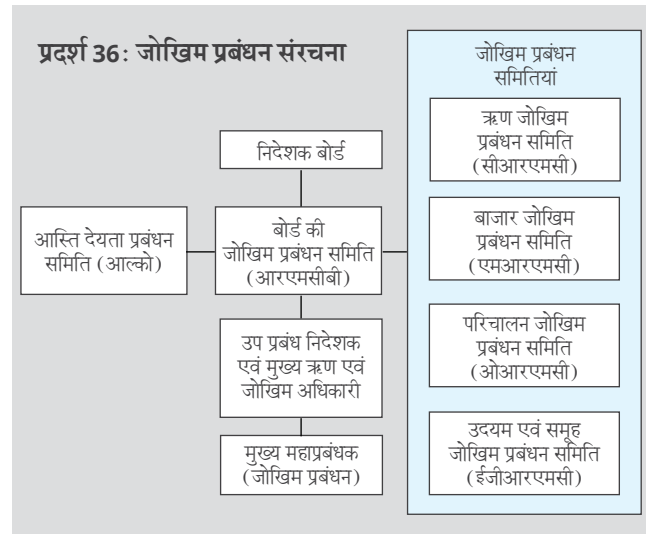 प्रदर्श 36: जोखिम प्रबंधन संरचना
निदेशक बोर्ड
आस्ति देयता प्रबंधन
समिति (आल्को)
बोर्ड की
जोखिम प्रबंधन समिति
(आरएमसीबी)
उप प्रबंध निदेशक
एवं मुख्य ऋण एवं
जोखिम अधिकारी
मुख्य महाप्रबंधक
(जोखिम प्रबंधन)
जोखिम प्रबंधन
समितियां
ऋण जोखिम
प्रबंधन समिति
(सीआरएमसी)
बाजार जोखिम
प्रबंधन समिति
(एमआरएमसी)
परिचालन जोखिम
प्रबंधन समिति
(ओआरएमसी)
उदयम एवं समूह
जोखिम प्रबंधन समिति
(ईजीआरएमसी)